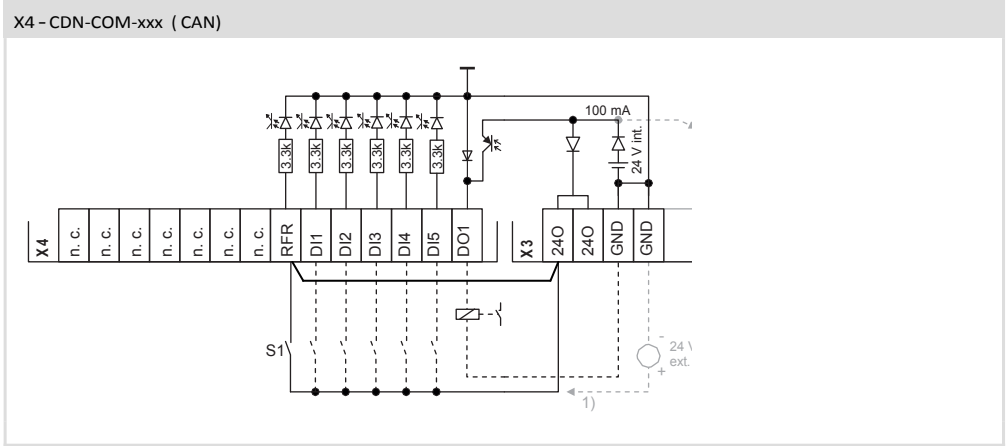 X4 – CDN-COM-xxx ( CAN)
100 mA
3.3k
3.3k
3.3k
3.3k
3.3k
3.3k
24 V int.
X4
n. c.
n. c.
n. c.
n. c.
n. c.
n. c.
n. c.
RFR
DI1
DI2
DI3
DI4
DI5
DO1
X3
24O
24O
GND
GND
S1
-
24 V
ext.
+
1)